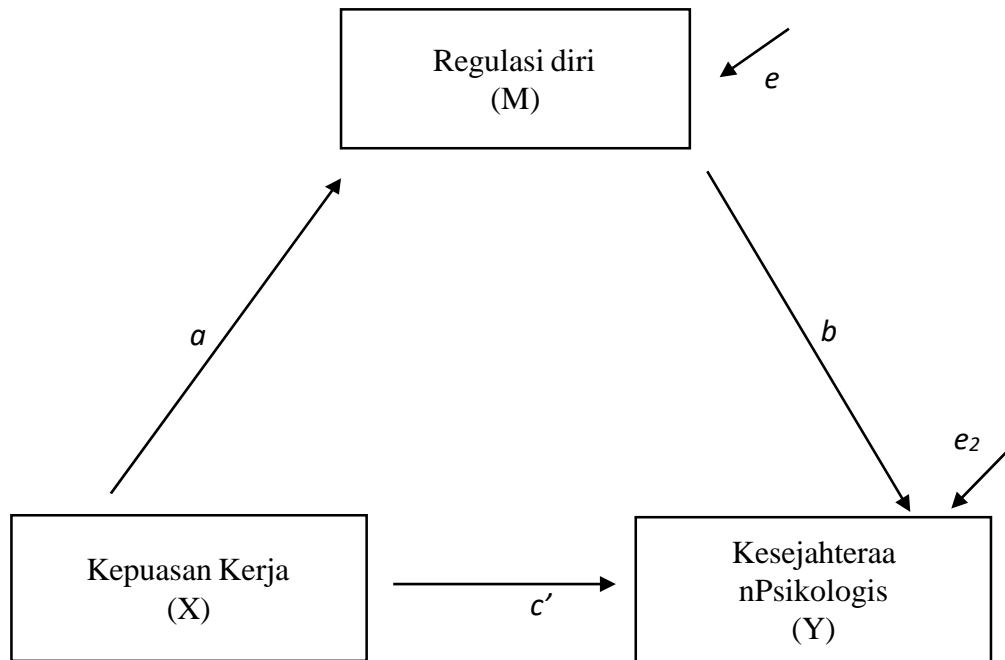 Regulasi diri
(M)
e
a
b
e2
Kepuasan Kerja
(X)
c’
Kesejahteraa
nPsikologis
(Y)